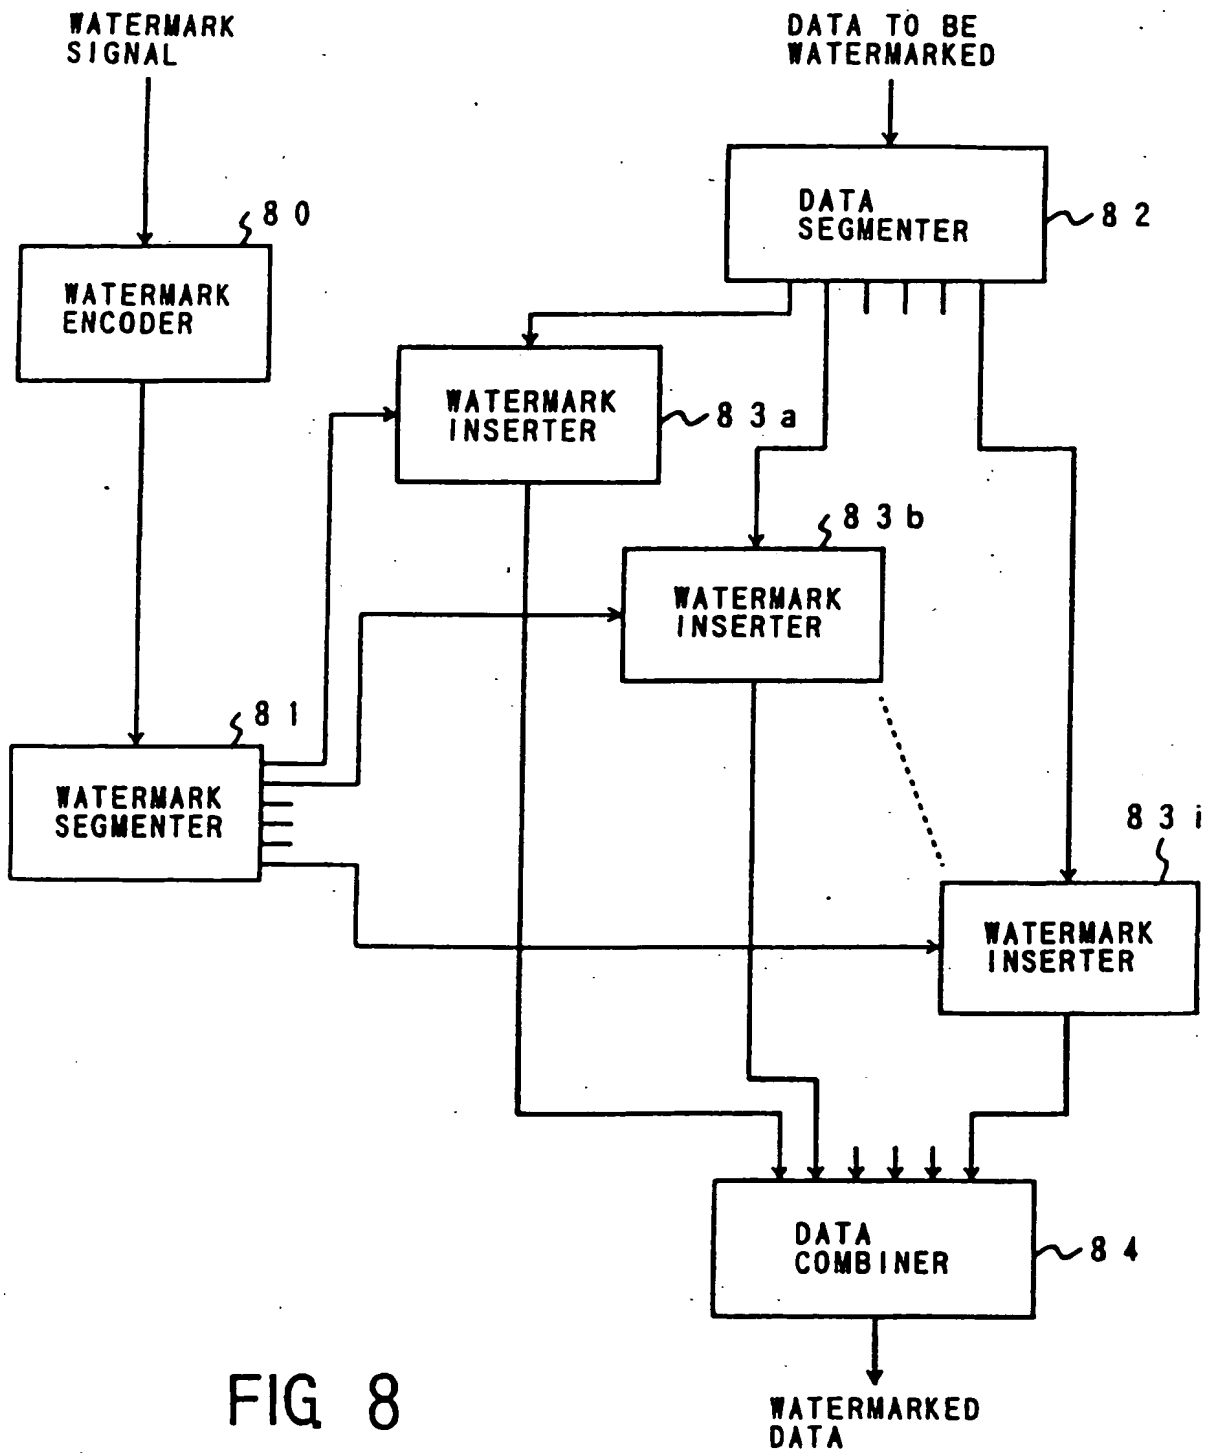 WATERMARK
SIGNAL
DATA TO BE
WATERMARKED
80
WATERMARK
ENCODER
DATA
SEGMENTER
82
WATERMARK
INSERTER
83a
83b
WATERMARK
INSERTER
81
WATERMARK
SEGMENTER
83i
WATERMARK
INSERTER
DATA
COMBINER
84
WATERMARKED
DATA
FIG 8